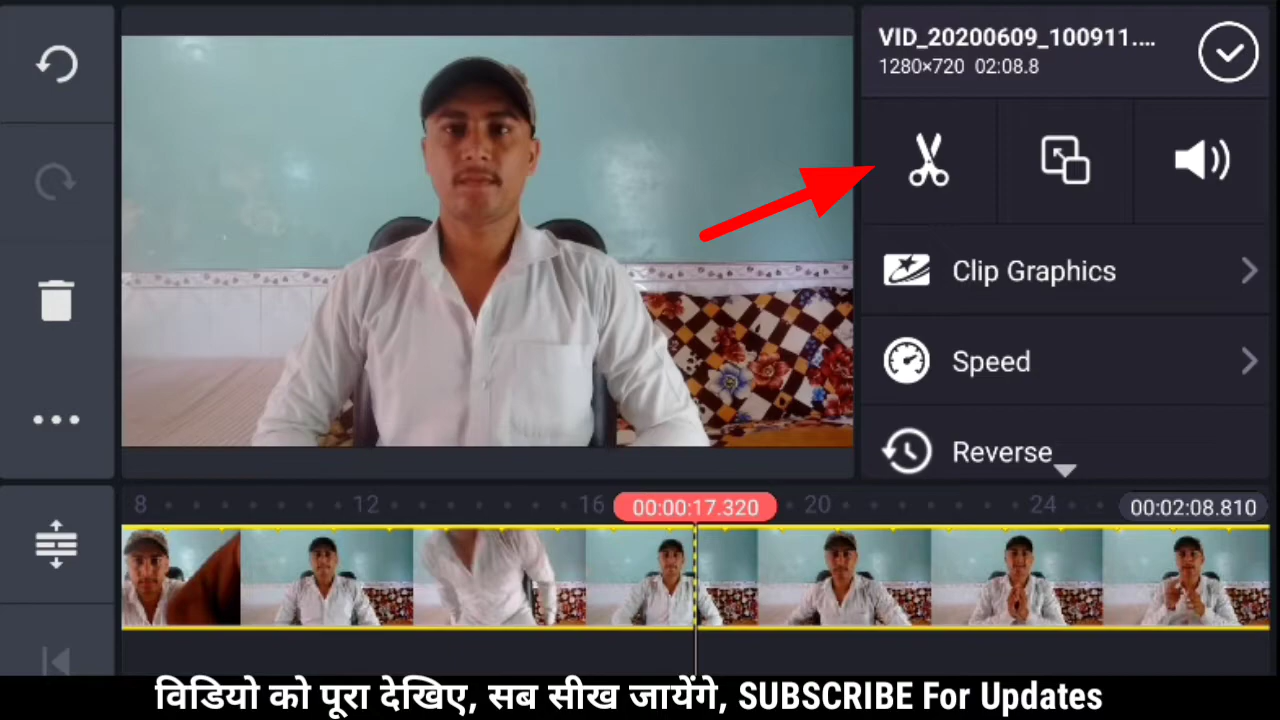 VID_20200609_100911....
1280×720 02:08.8
Clip Graphics
Speed
Reverse
8 12 16 00:00:17.320 20 24 00:02:08.810
विडियो को पूरा देखिए, सब सीख जायेंगे, SUBSCRIBE For Updates